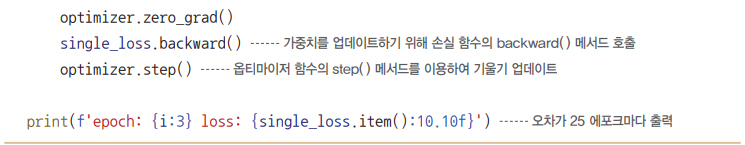 optimizer.zero_grad()
single_loss.backward() ------ 가중치를 업데이트하기 위해 손실 함수의 backward() 메서드 호출
optimizer.step() ------ 옵티마이저 함수의 step() 메서드를 이용하여 기울기 업데이트
print(f'epoch: {i:3} loss: {single_loss.item():10.10f}') ------ 오차가 25 에포크마다 출력